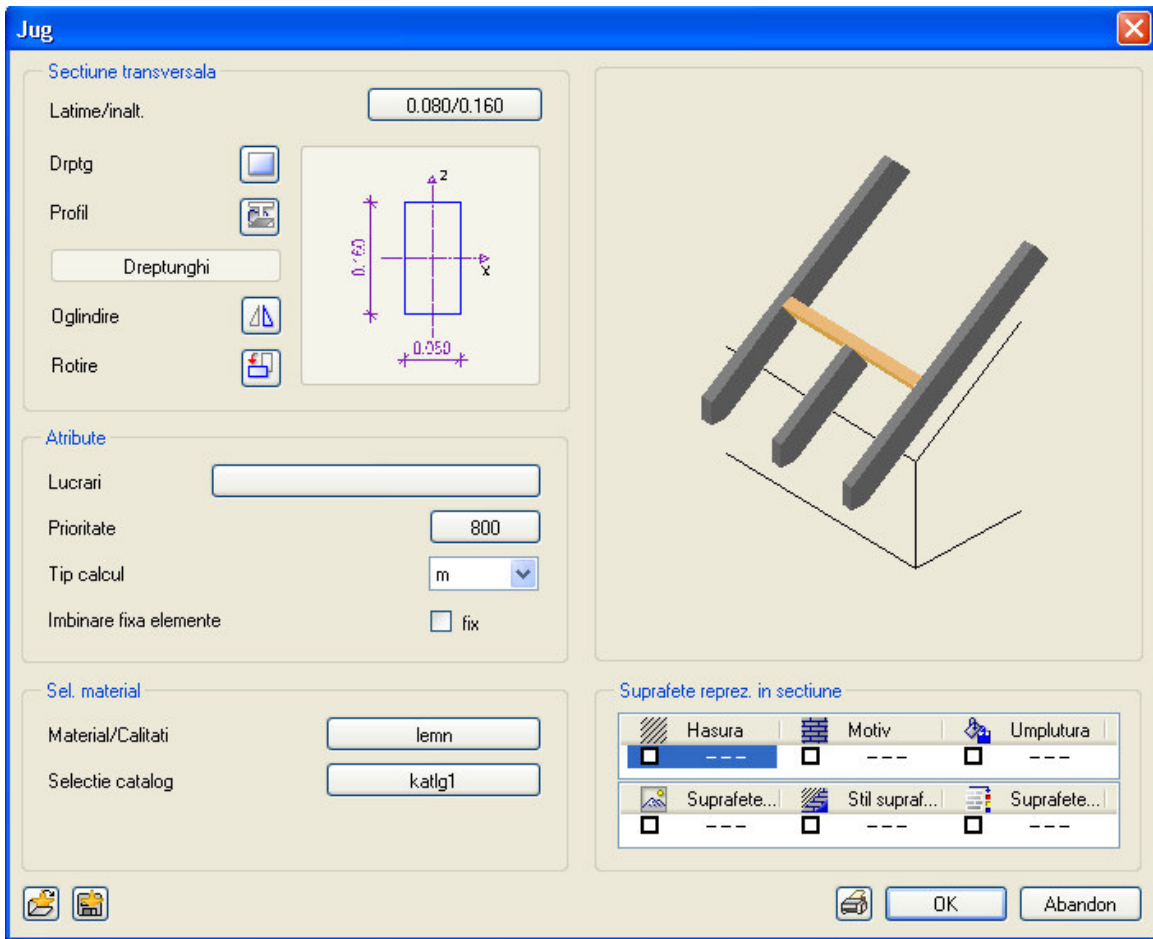 Jug
Sectiune transversala
Latime/inalt.
0.080/0.160
Drptg
Profil
Dreptunghi
Oglindire
Rotire
z
x
0.160
0.080
Atribute
Lucrari
Prioritate
800
Tip calcul
m
Imbinare fixa elemente
fix
Sel. material
Material/Calitati
lemn
Selectie catalog
katlg1
Suprafete reprez. in sectiune
Hasura Motiv Umplutura
--- --- ---
Suprafete... Stil supraf... Suprafete...
--- --- ---
OK
Abandon